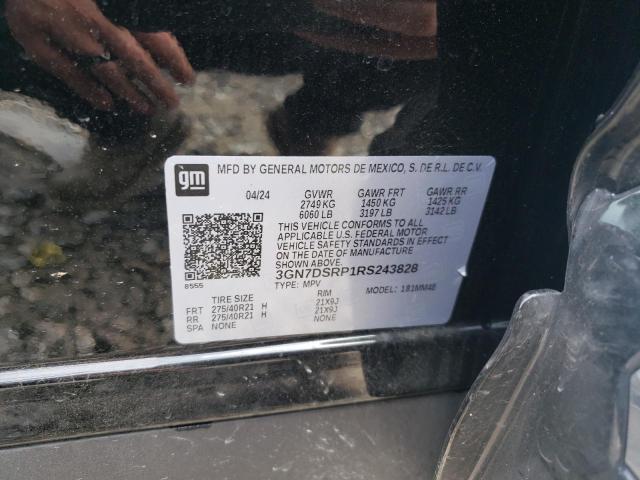 gm
MFD BY GENERAL MOTORS DE MEXICO, S. DE R.L. DE C.V.
04/24 GVWR GAWR FRT GAWR RR
2749 KG 1450 KG 1425 KG
6060 LB 3197 LB 3142 LB
THIS VEHICLE CONFORMS TO ALL
APPLICABLE U.S. FEDERAL MOTOR
VEHICLE SAFETY STANDARDS IN EFFECT
ON THE DATE OF MANUFACTURE
SHOWN ABOVE.
3GN7DSRP1RS243828
8555 TYPE: MPV MODEL: 1B1MM48
TIRE SIZE RIM
FRT 275/40R21 H 21X9J
RR 275/40R21 H 21X9J
SPA NONE NONE